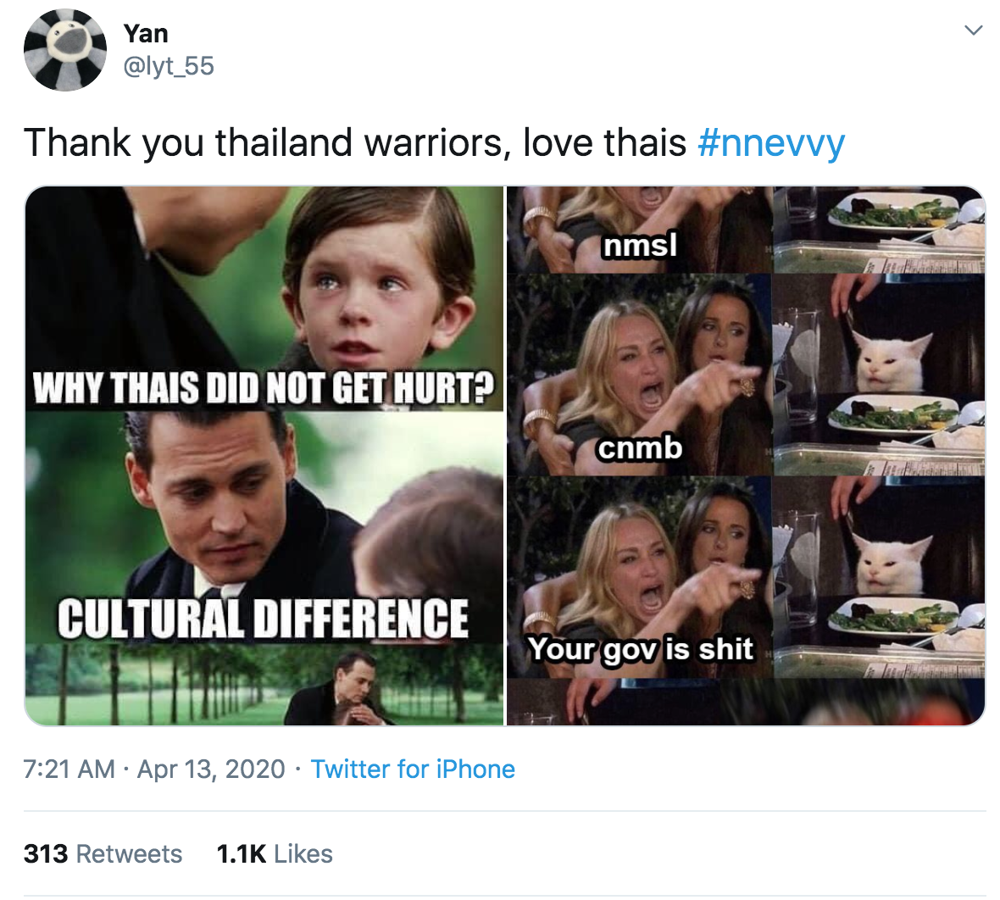 Yan
@lyt_55
Thank you thailand warriors, love thais #nnevvy
WHY THAIS DID NOT GET HURT?
CULTURAL DIFFERENCE
nmsl
cnmb
Your gov is shit
7:21 AM · Apr 13, 2020 · Twitter for iPhone
313 Retweets 1.1K Likes